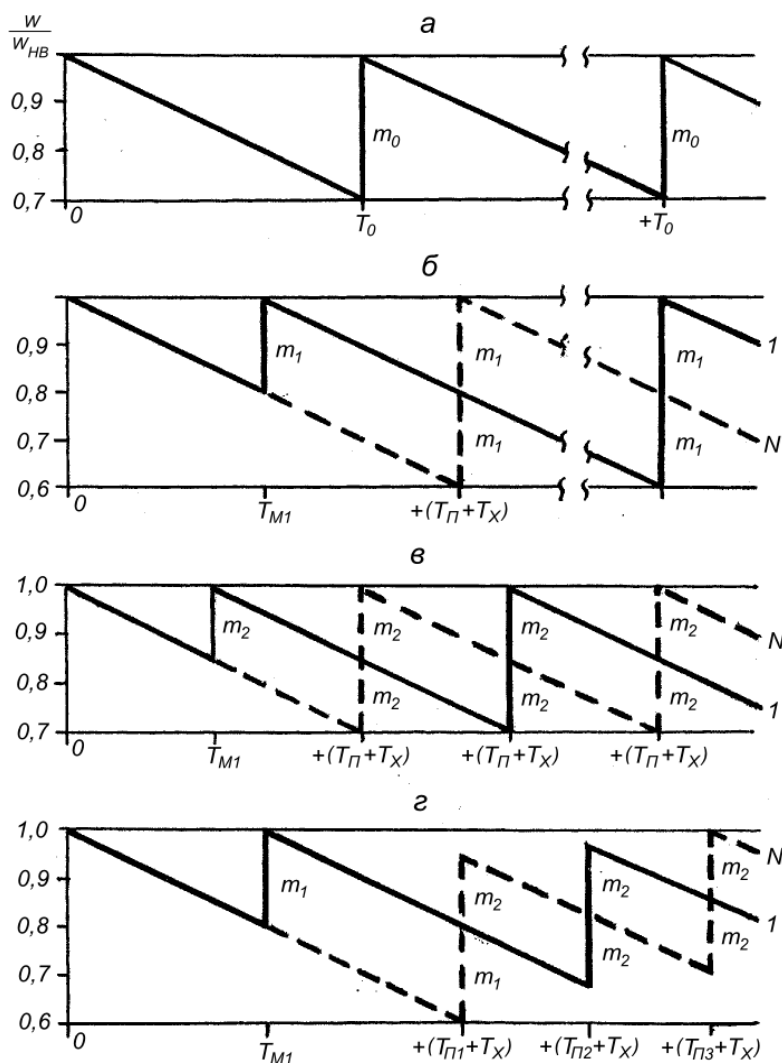 а
w
w_НВ
0,9
0,8
0,7
m₀
m₀
0
T₀
+T₀
б
0,9
0,8
0,7
0,6
m₁
m₁
m₁
m₁
m₁
1
N
0
T_М1
+(T_П+T_Х)
в
1,0
0,9
0,8
0,7
m₂
m₂
m₂
m₂
m₂
m₂
m₂
N
1
0
T_М1
+(T_П+T_Х)
+(T_П+T_Х)
+(T_П+T_Х)
г
1,0
0,9
0,8
0,7
0,6
m₁
m₂
m₁
m₂
m₂
m₂
m₂
N
1
0
T_М1
+(T_П1+T_Х)
+(T_П2+T_Х)
+(T_П3+T_Х)